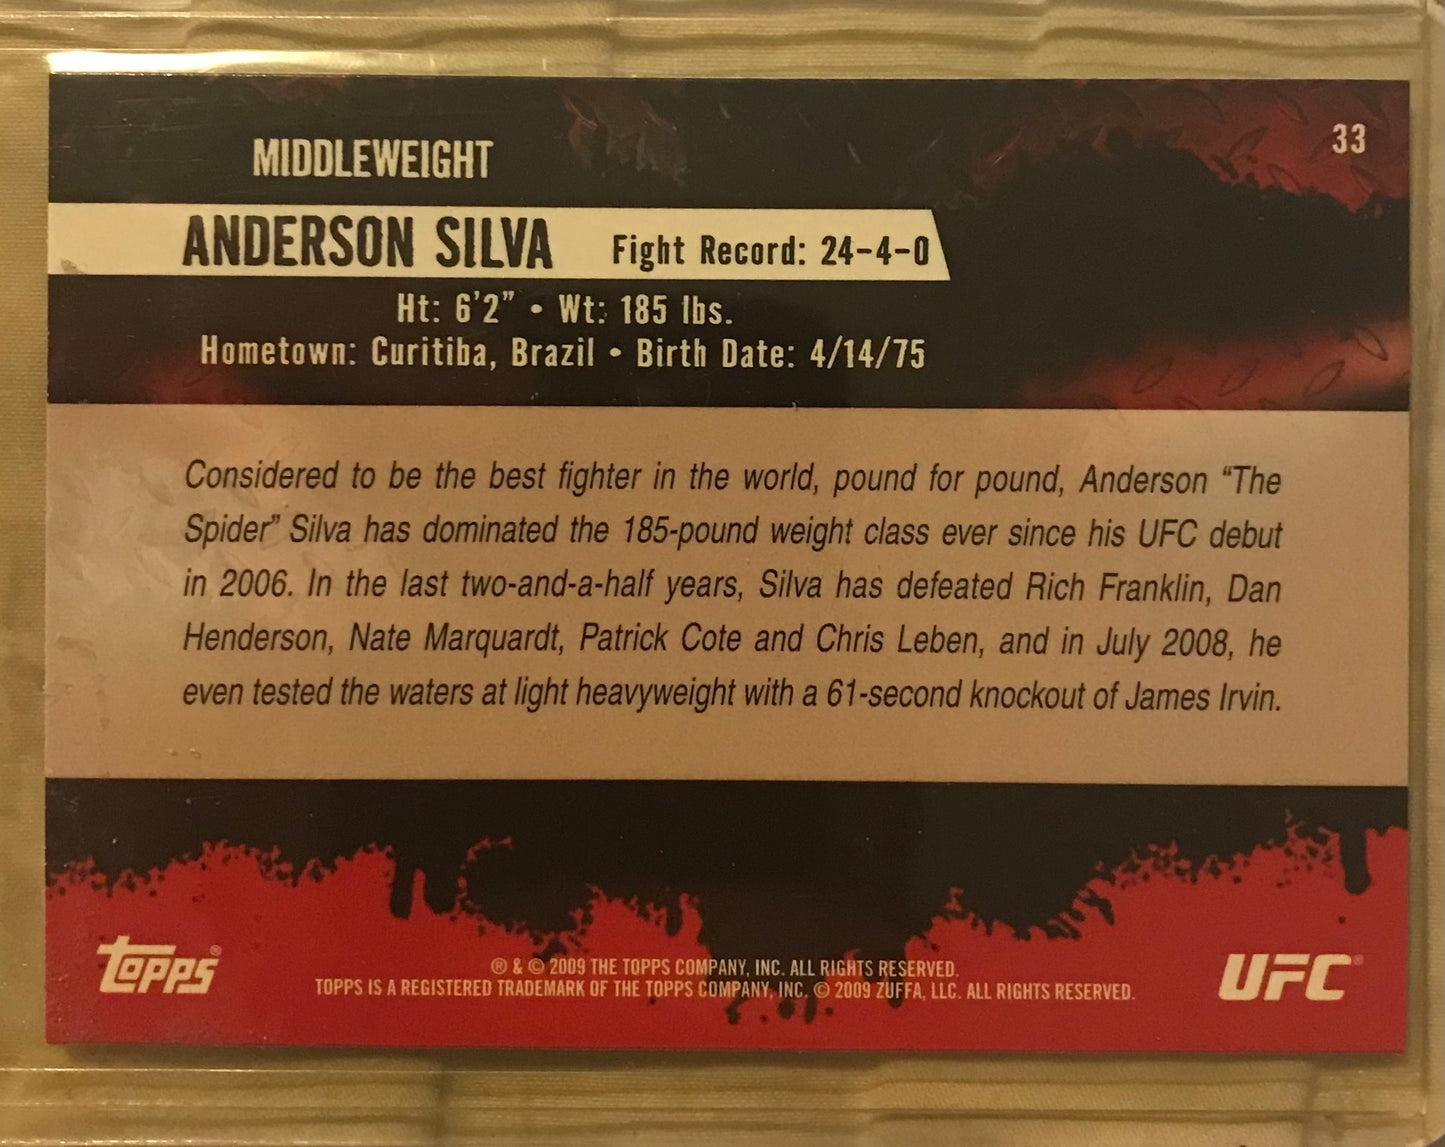 33
MIDDLEWEIGHT
ANDERSON SILVA Fight Record: 24-4-0
Ht: 6'2" • Wt: 185 lbs.
Hometown: Curitiba, Brazil • Birth Date: 4/14/75
Considered to be the best fighter in the world, pound for pound, Anderson “The
Spider” Silva has dominated the 185-pound weight class ever since his UFC debut
in 2006. In the last two-and-a-half years, Silva has defeated Rich Franklin, Dan
Henderson, Nate Marquardt, Patrick Cote and Chris Leben, and in July 2008, he
even tested the waters at light heavyweight with a 61-second knockout of James Irvin.
Topps®
® & © 2009 THE TOPPS COMPANY, INC. ALL RIGHTS RESERVED.
TOPPS IS A REGISTERED TRADEMARK OF THE TOPPS COMPANY, INC. © 2009 ZUFFA, LLC. ALL RIGHTS RESERVED.
UFC®